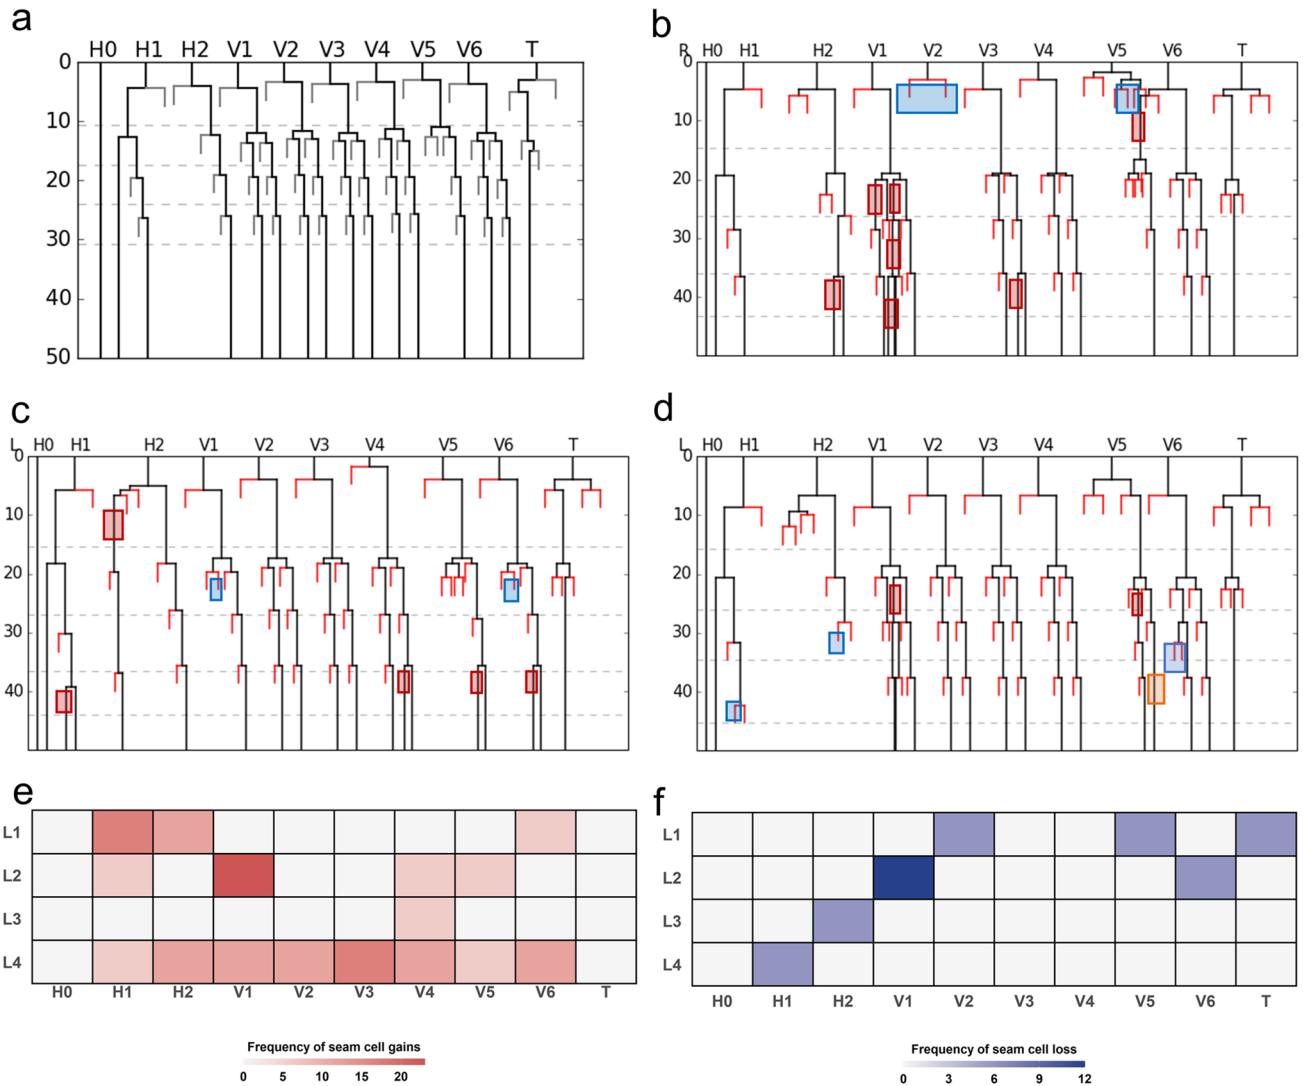 a
H0 H1 H2 V1 V2 V3 V4 V5 V6 T
0
10
20
30
40
50
b
R H0 H1 H2 V1 V2 V3 V4 V5 V6 T
0
10
20
30
40
c
L H0 H1 H2 V1 V2 V3 V4 V5 V6 T
0
10
20
30
40
d
L H0 H1 H2 V1 V2 V3 V4 V5 V6 T
0
10
20
30
40
e
L1
L2
L3
L4
H0 H1 H2 V1 V2 V3 V4 V5 V6 T
Frequency of seam cell gains
0 5 10 15 20
f
L1
L2
L3
L4
H0 H1 H2 V1 V2 V3 V4 V5 V6 T
Frequency of seam cell loss
0 3 6 9 12